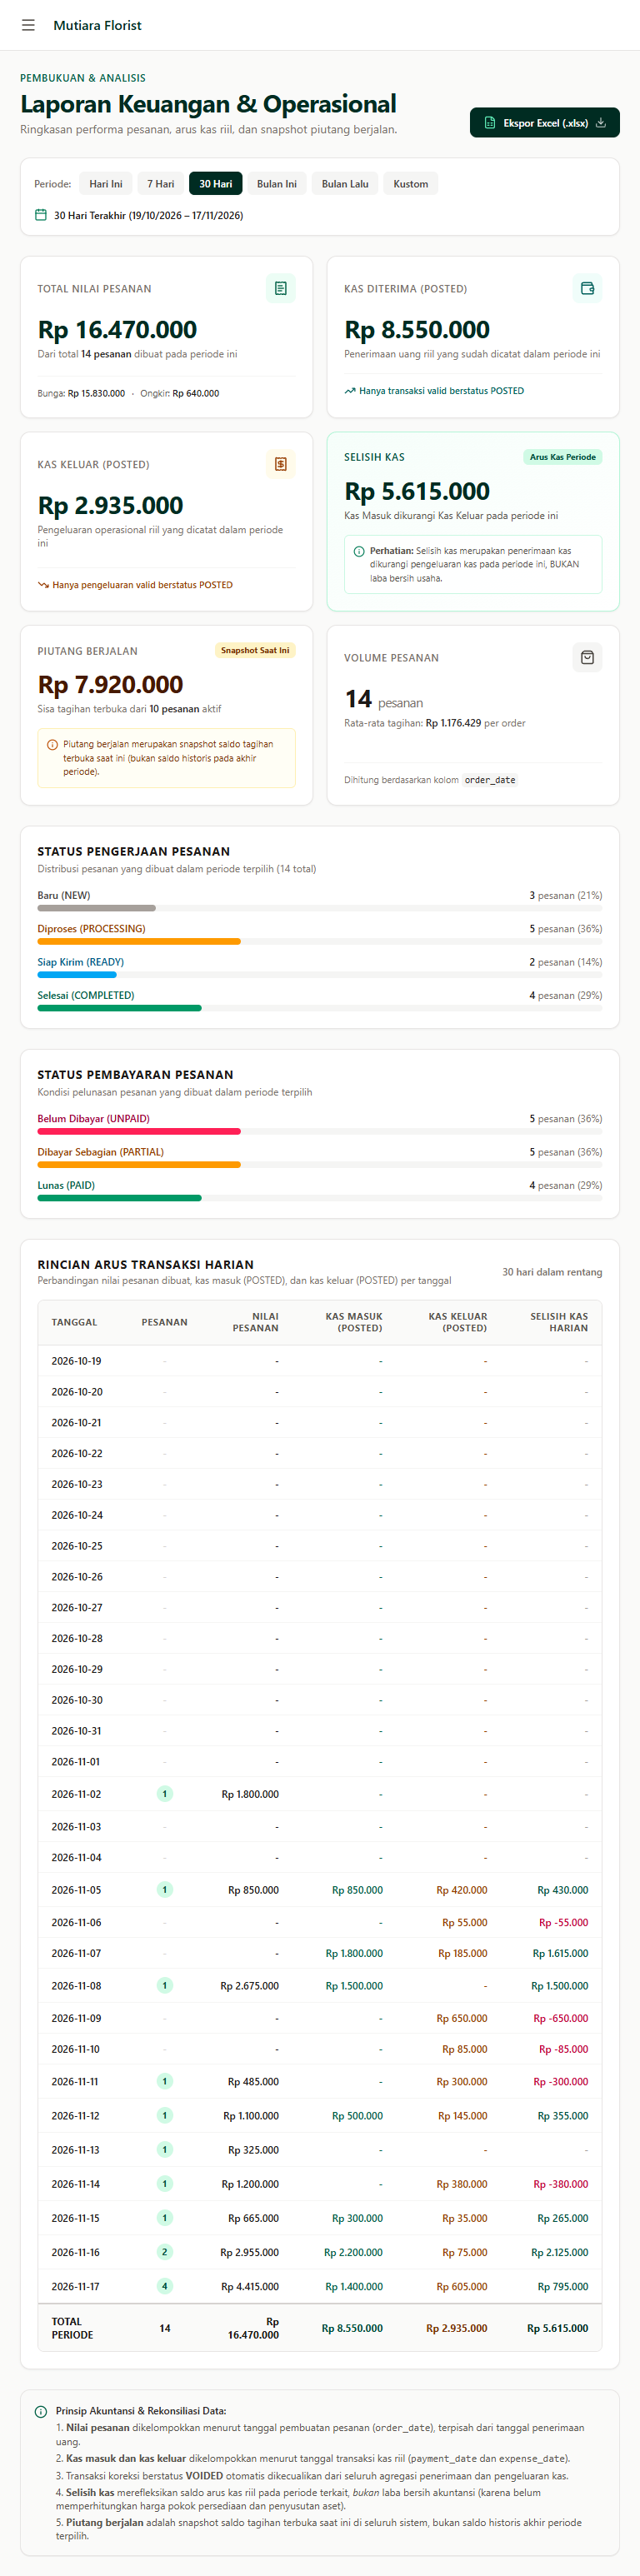 Mutiara Florist
PEMBUKUAN & ANALISIS
Laporan Keuangan & Operasional
Ringkasan performa pesanan, arus kas riil, dan snapshot piutang berjalan.
Ekspor Excel (.xlsx)
Periode: Hari Ini 7 Hari 30 Hari Bulan Ini Bulan Lalu Kustom
30 Hari Terakhir (19/10/2026 – 17/11/2026)
TOTAL NILAI PESANAN
Rp 16.470.000
Dari total 14 pesanan dibuat pada periode ini
Bunga: Rp 15.830.000 - Ongkir: Rp 640.000
KAS DITERIMA (POSTED)
Rp 8.550.000
Penerimaan uang riil yang sudah dicatat dalam periode ini
Hanya transaksi valid berstatus POSTED
KAS KELUAR (POSTED)
Rp 2.935.000
Pengeluaran operasional riil yang dicatat dalam periode
ini
Hanya pengeluaran valid berstatus POSTED
SELISIH KAS
Arus Kas Periode
Rp 5.615.000
Kas Masuk dikurangi Kas Keluar pada periode ini
Perhatian: Selisih kas merupakan penerimaan kas
dikurangi pengeluaran kas pada periode ini, BUKAN
laba bersih usaha.
PIUTANG BERJALAN
Snapshot Saat Ini
Rp 7.920.000
Sisa tagihan terbuka dari 10 pesanan aktif
Piutang berjalan merupakan snapshot saldo tagihan
terbuka saat ini (bukan saldo historis pada akhir
periode).
VOLUME PESANAN
14 pesanan
Rata-rata tagihan: Rp 1.176.429 per order
Dihitung berdasarkan kolom order_date
STATUS PENGERJAAN PESANAN
Distribusi pesanan yang dibuat dalam periode terpilih (14 total)
Baru (NEW) 3 pesanan (21%)
Diproses (PROCESSING) 5 pesanan (36%)
Siap Kirim (READY) 2 pesanan (14%)
Selesai (COMPLETED) 4 pesanan (29%)
STATUS PEMBAYARAN PESANAN
Kondisi pelunasan pesanan yang dibuat dalam periode terpilih
Belum Dibayar (UNPAID) 5 pesanan (36%)
Dibayar Sebagian (PARTIAL) 5 pesanan (36%)
Lunas (PAID) 4 pesanan (29%)
RINCIAN ARUS TRANSAKSI HARIAN
Perbandingan nilai pesanan dibuat, kas masuk (POSTED), dan kas keluar (POSTED) per tanggal
30 hari dalam rentang
TANGGAL PESANAN NILAI PESANAN KAS MASUK (POSTED) KAS KELUAR (POSTED) SELISIH KAS HARIAN
2026-10-19 - - - - -
2026-10-20 - - - - -
2026-10-21 - - - - -
2026-10-22 - - - - -
2026-10-23 - - - - -
2026-10-24 - - - - -
2026-10-25 - - - - -
2026-10-26 - - - - -
2026-10-27 - - - - -
2026-10-28 - - - - -
2026-10-29 - - - - -
2026-10-30 - - - - -
2026-10-31 - - - - -
2026-11-01 - - - - -
2026-11-02 1 Rp 1.800.000 - - -
2026-11-03 - - - - -
2026-11-04 - - - - -
2026-11-05 1 Rp 850.000 Rp 850.000 Rp 420.000 Rp 430.000
2026-11-06 - - - Rp 55.000 Rp -55.000
2026-11-07 - - Rp 1.800.000 Rp 185.000 Rp 1.615.000
2026-11-08 1 Rp 2.675.000 Rp 1.500.000 - Rp 1.500.000
2026-11-09 - - - Rp 650.000 Rp -650.000
2026-11-10 - - - Rp 85.000 Rp -85.000
2026-11-11 1 Rp 485.000 - Rp 300.000 Rp -300.000
2026-11-12 1 Rp 1.100.000 Rp 500.000 Rp 145.000 Rp 355.000
2026-11-13 1 Rp 325.000 - - -
2026-11-14 1 Rp 1.200.000 - Rp 380.000 Rp -380.000
2026-11-15 1 Rp 665.000 Rp 300.000 Rp 35.000 Rp 265.000
2026-11-16 2 Rp 2.955.000 Rp 2.200.000 Rp 75.000 Rp 2.125.000
2026-11-17 4 Rp 4.415.000 Rp 1.400.000 Rp 605.000 Rp 795.000
TOTAL PERIODE 14 Rp 16.470.000 Rp 8.550.000 Rp 2.935.000 Rp 5.615.000
Prinsip Akuntansi & Rekonsiliasi Data:
1. Nilai pesanan dikelompokkan menurut tanggal pembuatan pesanan (order_date), terpisah dari tanggal penerimaan
uang.
2. Kas masuk dan kas keluar dikelompokkan menurut tanggal transaksi kas riil (payment_date dan expense_date).
3. Transaksi koreksi berstatus VOIDED otomatis dikecualikan dari seluruh agregasi penerimaan dan pengeluaran kas.
4. Selisih kas merefleksikan saldo arus kas riil pada periode terkait, bukan laba bersih akuntansi (karena belum
memperhitungkan harga pokok persediaan dan penyusutan aset).
5. Piutang berjalan adalah snapshot saldo tagihan terbuka saat ini di seluruh sistem, bukan saldo historis akhir periode
terpilih.